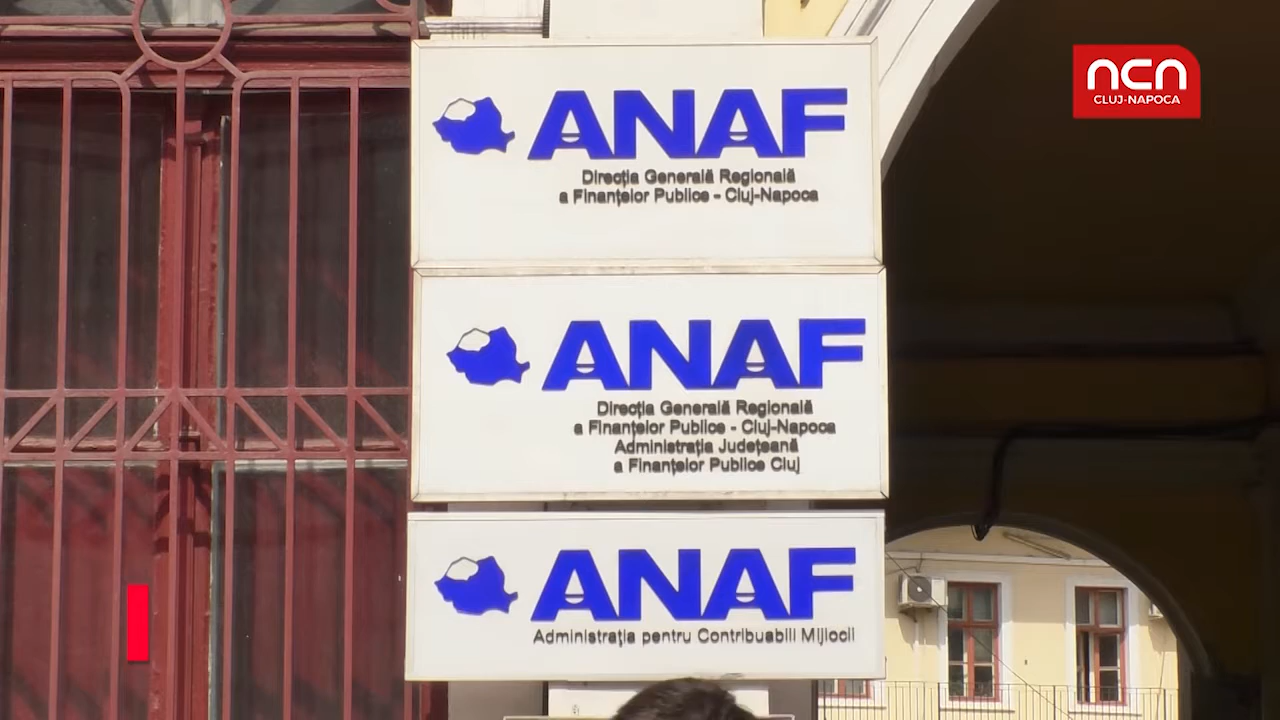 ncn
CLUJ-NAPOCA
ANAF
Direcția Generală Regională
a Finanțelor Publice - Cluj-Napoca
ANAF
Direcția Generală Regională
a Finanțelor Publice - Cluj-Napoca
Administrația Județeană
a Finanțelor Publice Cluj
ANAF
Administrația pentru Contribuabili Mijlocii